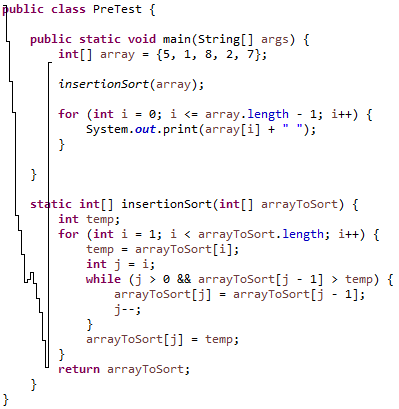 public class PreTest {
    public static void main(String[] args) {
        int[] array = {5, 1, 8, 2, 7};
        insertionSort(array);
        for (int i = 0; i <= array.length - 1; i++) {
            System.out.print(array[i] + " ");
        }
    }
    static int[] insertionSort(int[] arrayToSort) {
        int temp;
        for (int i = 1; i < arrayToSort.length; i++) {
            temp = arrayToSort[i];
            int j = i;
            while (j > 0 && arrayToSort[j - 1] > temp) {
                arrayToSort[j] = arrayToSort[j - 1];
                j--;
            }
            arrayToSort[j] = temp;
        }
        return arrayToSort;
    }
}